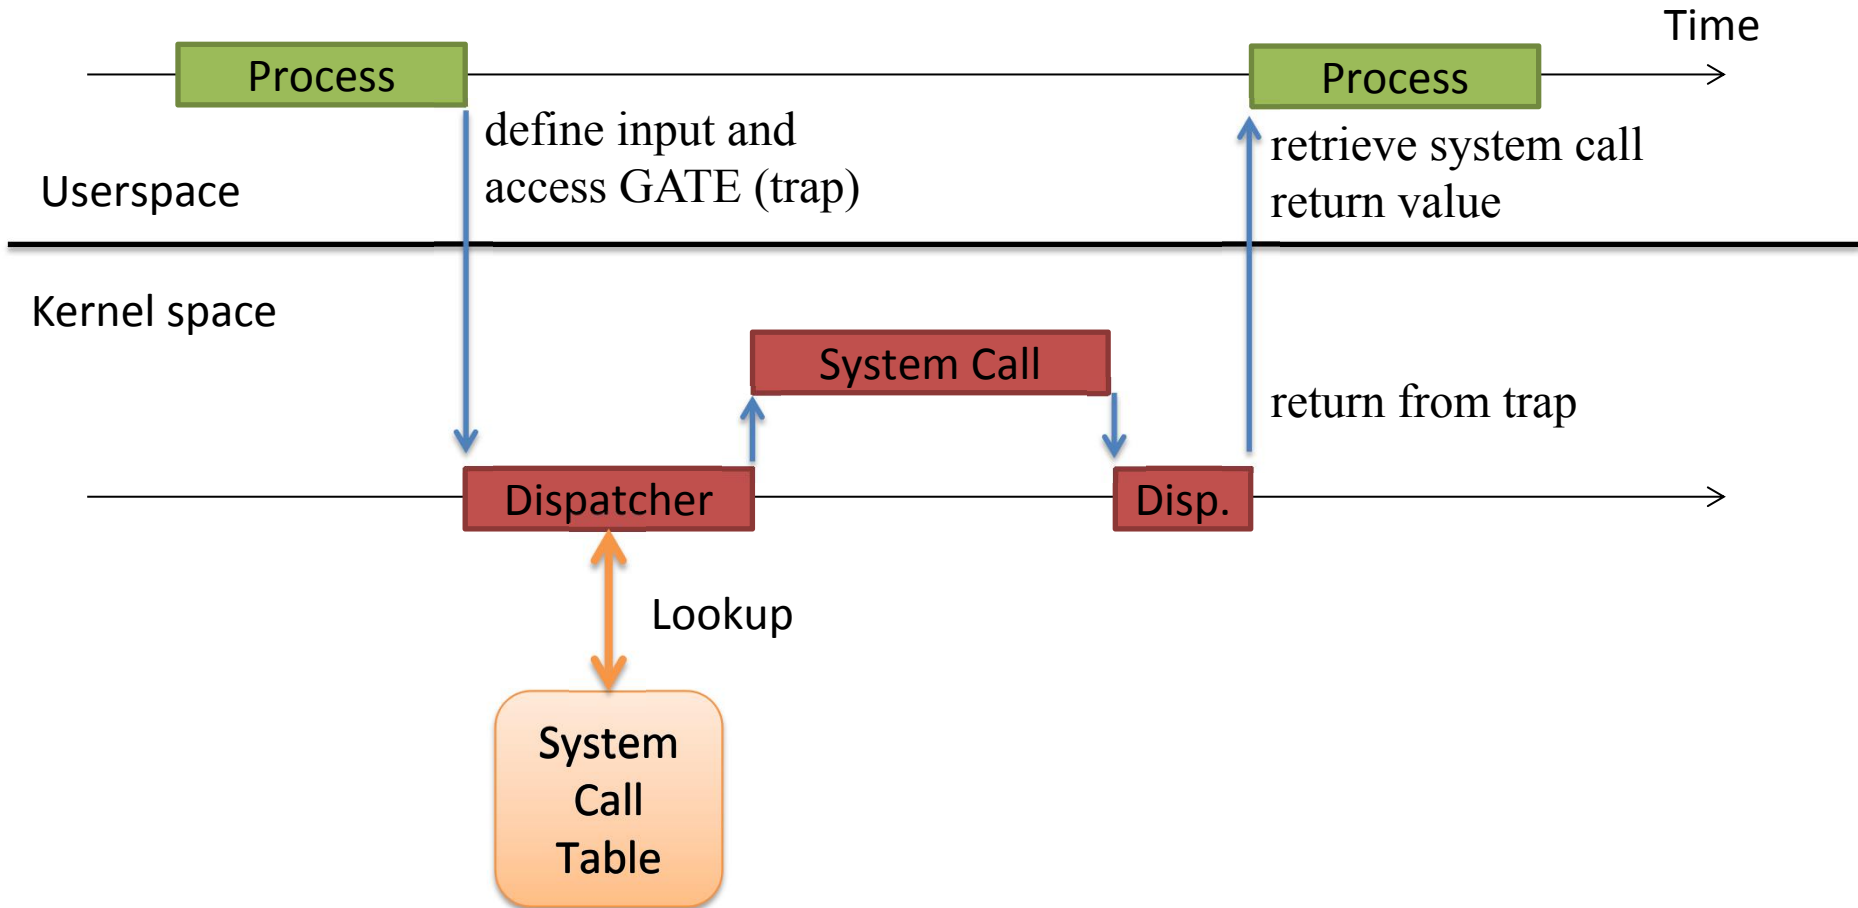 Time
Process
Process
define input and
access GATE (trap)
retrieve system call
return value
Userspace
Kernel space
System Call
return from trap
Dispatcher
Disp.
Lookup
System
Call
Table